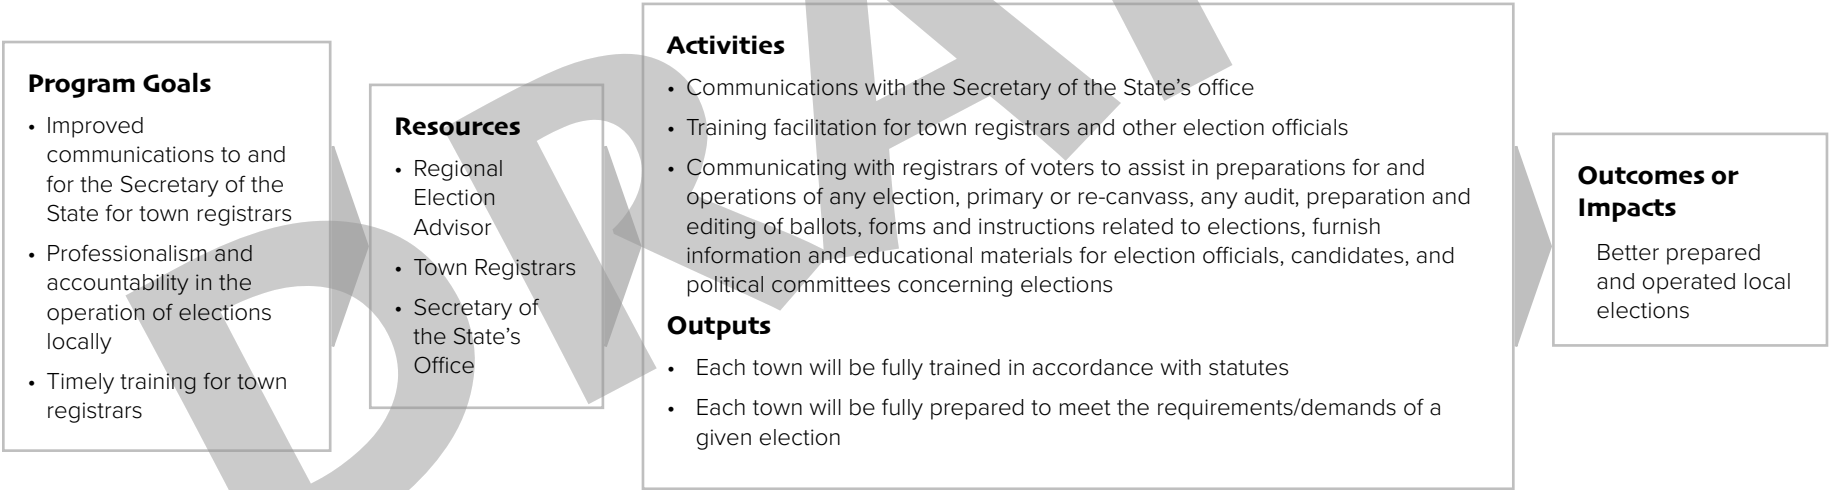 Program Goals
• Improved
communications to and
for the Secretary of the
State for town registrars
• Professionalism and
accountability in the
operation of elections
locally
• Timely training for town
registrars
Resources
• Regional
Election
Advisor
• Town Registrars
• Secretary of
the State’s
Office
Activities
• Communications with the Secretary of the State’s office
• Training facilitation for town registrars and other election officials
• Communicating with registrars of voters to assist in preparations for and
operations of any election, primary or re-canvass, any audit, preparation and
editing of ballots, forms and instructions related to elections, furnish
information and educational materials for election officials, candidates, and
political committees concerning elections
Outputs
• Each town will be fully trained in accordance with statutes
• Each town will be fully prepared to meet the requirements/demands of a
given election
Outcomes or
Impacts
Better prepared
and operated local
elections
DRA